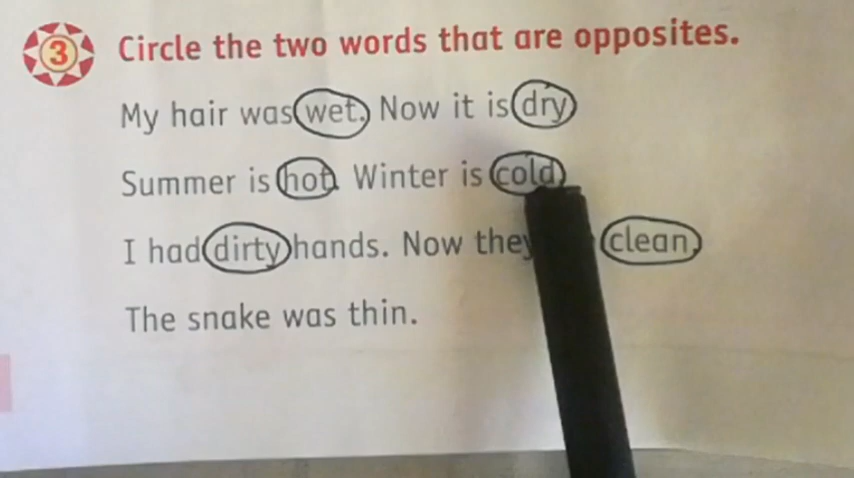 3 Circle the two words that are opposites.
My hair was wet. Now it is dry
Summer is hot. Winter is cold
I had dirty hands. Now they clean.
The snake was thin.